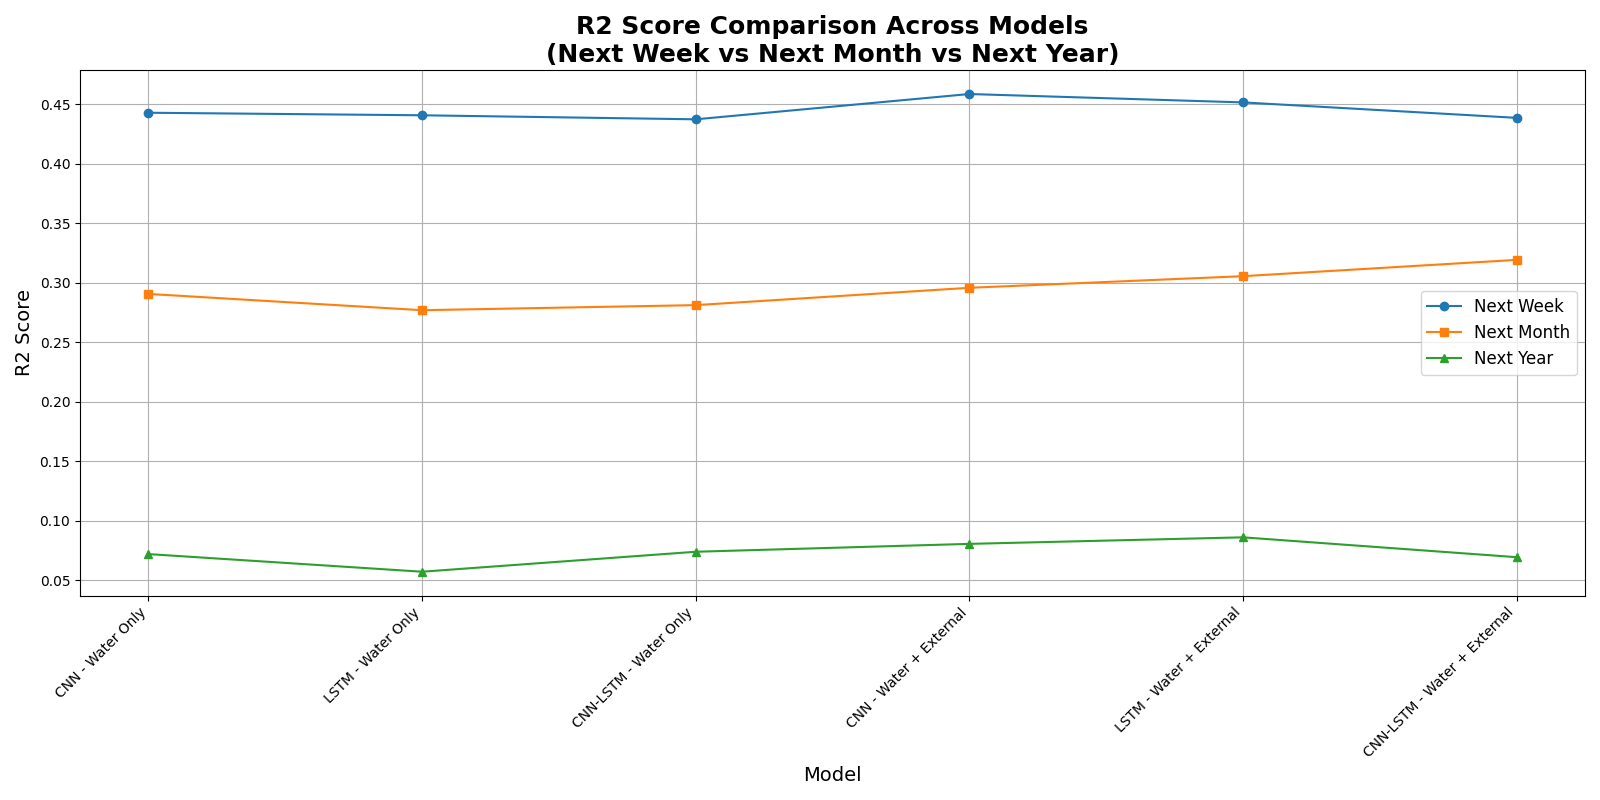 R2 Score Comparison Across Models
(Next Week vs Next Month vs Next Year)
R2 Score
0.45
0.40
0.35
0.30
0.25
0.20
0.15
0.10
0.05
Next Week
Next Month
Next Year
CNN - Water Only
LSTM - Water Only
CNN-LSTM - Water Only
CNN - Water + External
LSTM - Water + External
CNN-LSTM - Water + External
Model